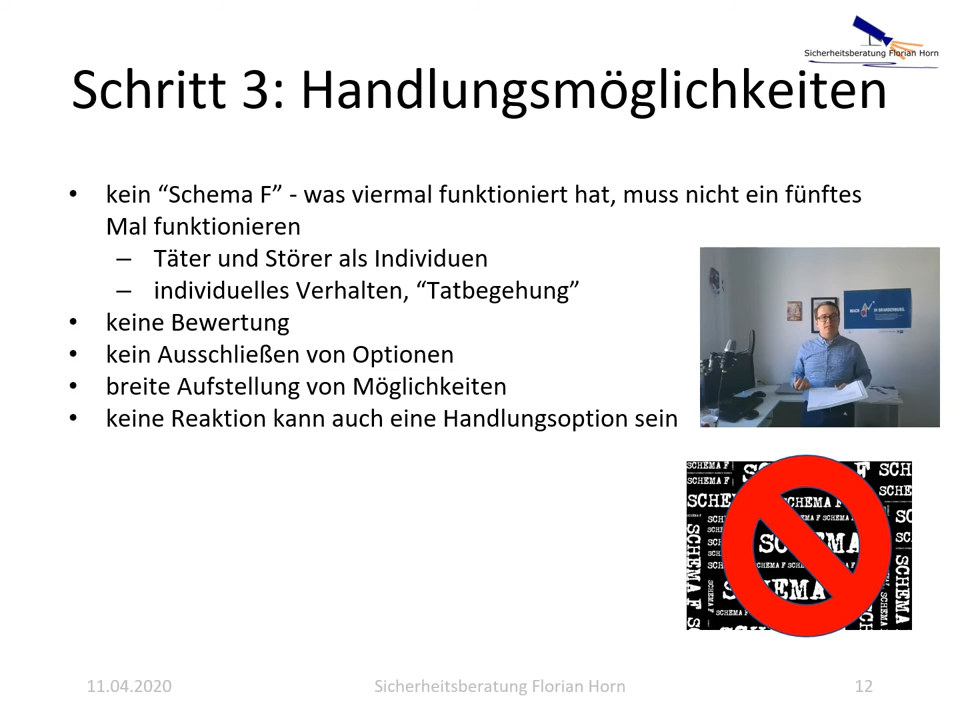 Sicherheitsberatung Florian Horn
Schritt 3: Handlungsmöglichkeiten
• kein “Schema F” - was viermal funktioniert hat, muss nicht ein fünftes
Mal funktionieren
– Täter und Störer als Individuen
– individuelles Verhalten, “Tatbegehung”
• keine Bewertung
• kein Ausschließen von Optionen
• breite Aufstellung von Möglichkeiten
• keine Reaktion kann auch eine Handlungsoption sein
SCHEMA F
SCHEMA F
SCHEMA F
11.04.2020
Sicherheitsberatung Florian Horn
12